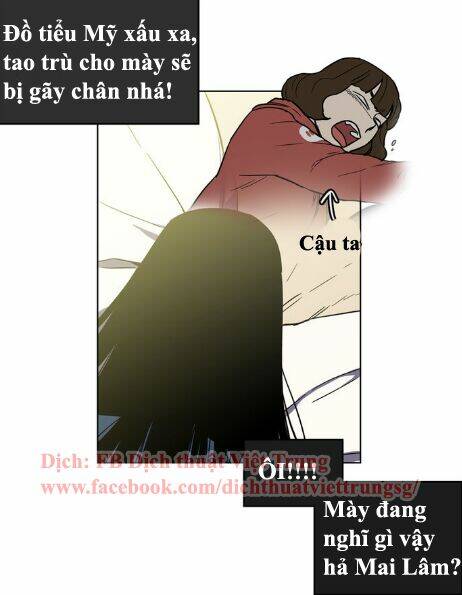 Đồ tiểu Mỹ xấu xa,
tao trù cho mày sẽ
bị gãy chân nhá!
Cậu ta
Dịch: FB Dịch thuật Việt Trung
www.facebook.com/dichthuatviettrungsg/
ÔI!!!!
Mày đang
nghĩ gì vậy
hả Mai Lâm?